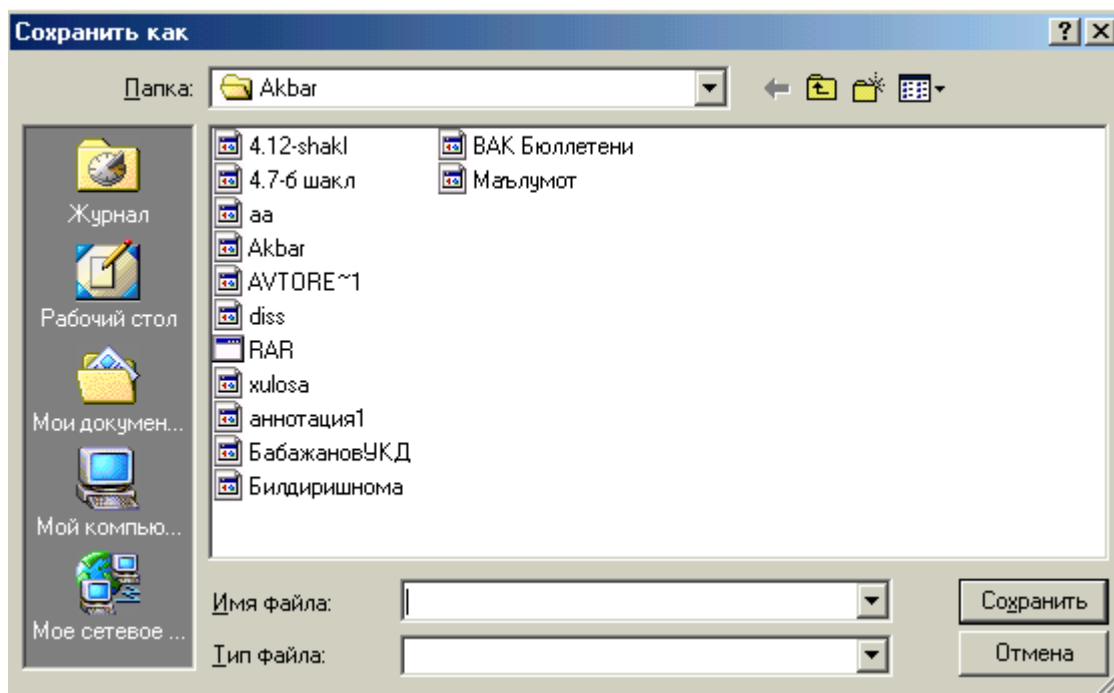 Сохранить как
Папка: Akbar
Журнал
Рабочий стол
Мои докумен...
Мой компью...
Мое сетевое ...
4.12-shakl
4.7-б шакл
aa
Akbar
AVTORE~1
diss
RAR
xulosa
аннотация1
БабажановУКД
Билдиришнома
ВАК Бюллетени
Маълумот
Имя файла:
Сохранить
Тип файла:
Отмена